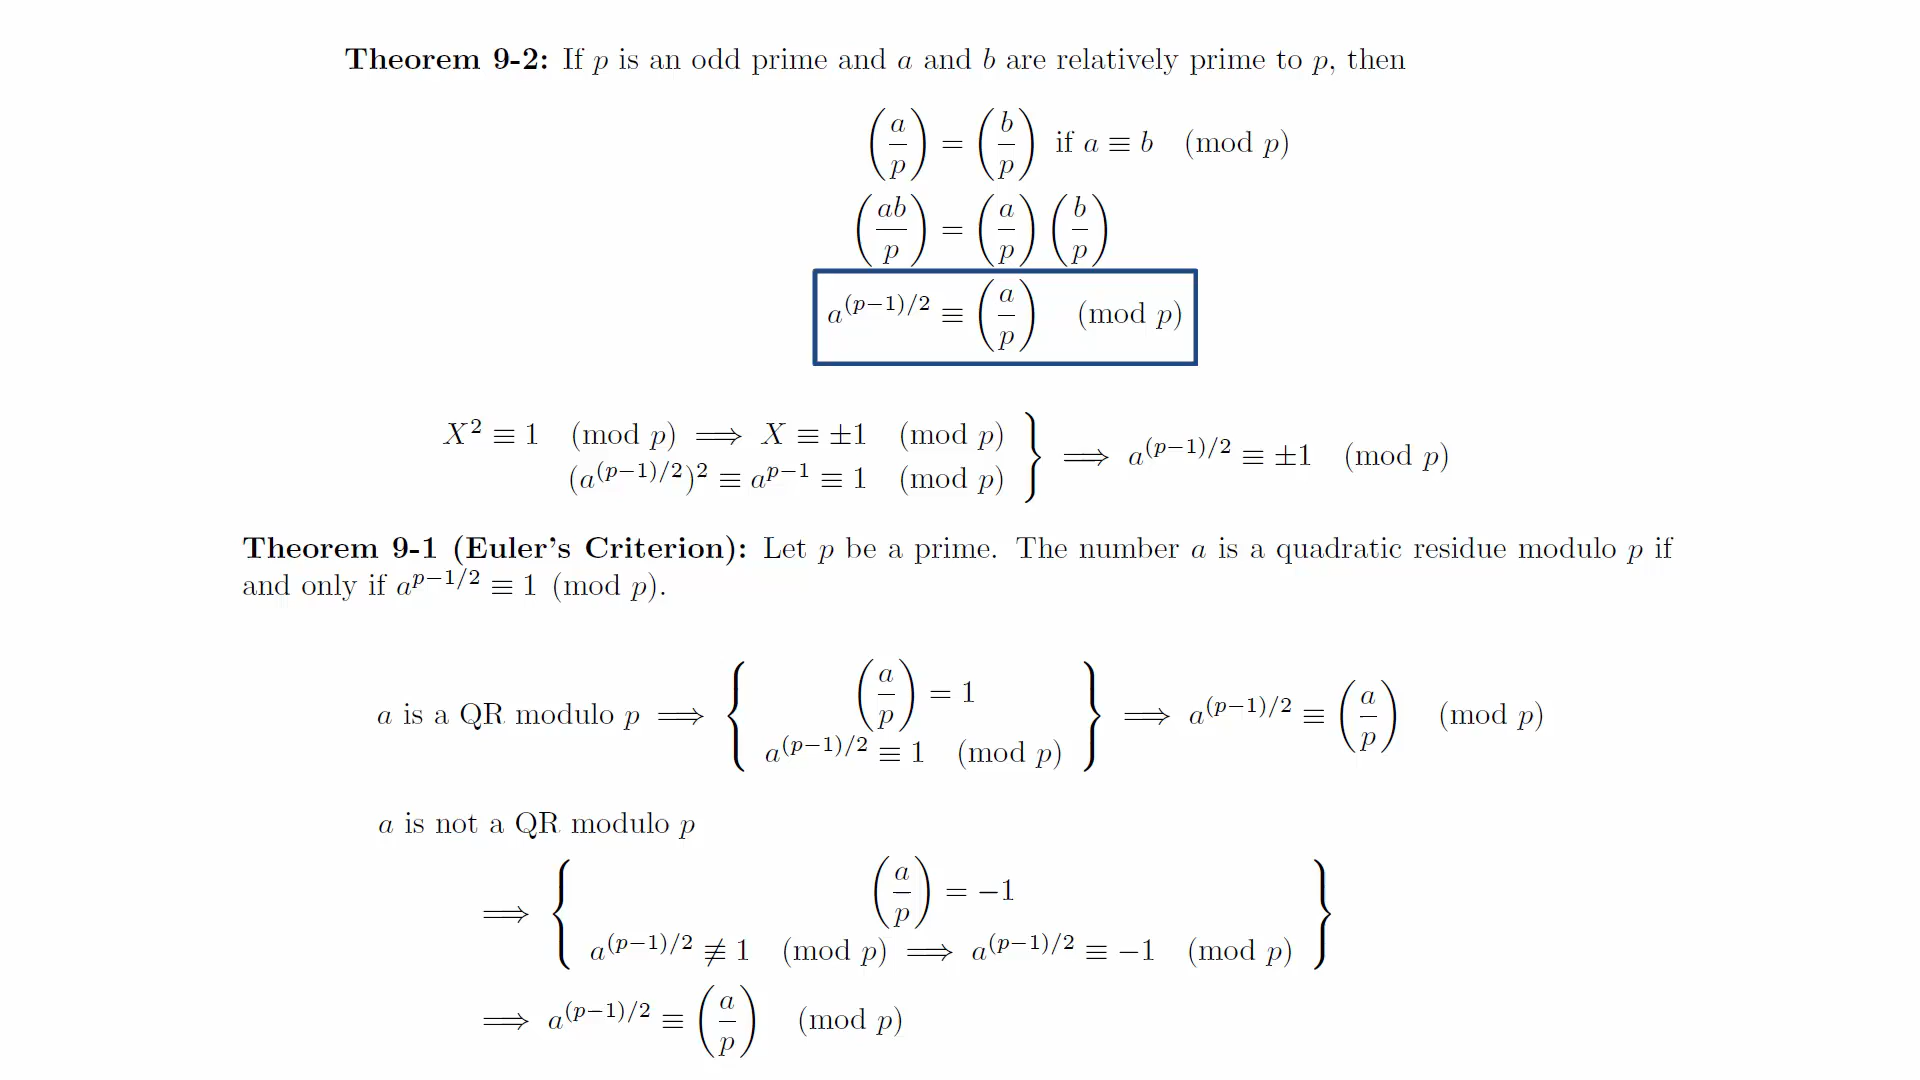 Theorem 9-2: If p is an odd prime and a and b are relatively prime to p, then
(a/p) = (b/p) if a ≡ b (mod p)
(ab/p) = (a/p)(b/p)
a^{(p−1)/2} ≡ (a/p) (mod p)
X² ≡ 1 (mod p) ⟹ X ≡ ±1 (mod p)
(a^{(p−1)/2})² ≡ a^{p−1} ≡ 1 (mod p)
} ⟹ a^{(p−1)/2} ≡ ±1 (mod p)
Theorem 9-1 (Euler's Criterion): Let p be a prime. The number a is a quadratic residue modulo p if
and only if a^{p−1/2} ≡ 1 (mod p).
a is a QR modulo p ⟹ { (a/p) = 1
a^{(p−1)/2} ≡ 1 (mod p) } ⟹ a^{(p−1)/2} ≡ (a/p) (mod p)
a is not a QR modulo p
⟹ { (a/p) = −1
a^{(p−1)/2} ≢ 1 (mod p) ⟹ a^{(p−1)/2} ≡ −1 (mod p) }
⟹ a^{(p−1)/2} ≡ (a/p) (mod p)